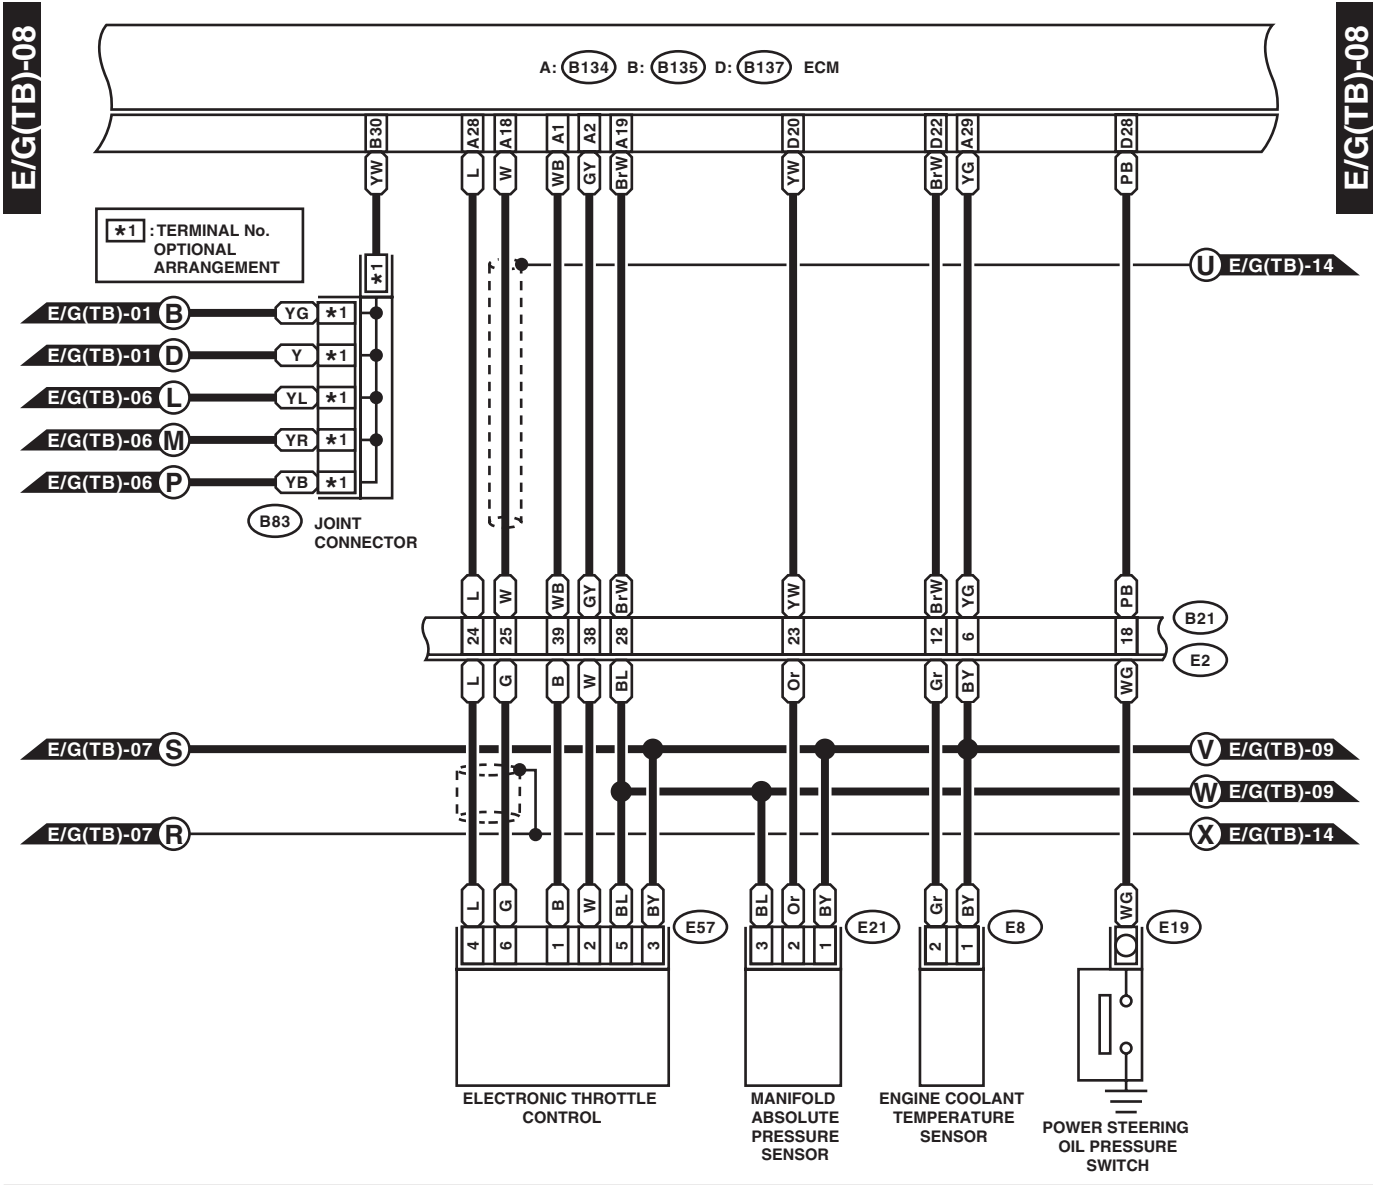 E/G(TB)-08
E/G(TB)-08
A: B134 B: B135 D: B137 ECM
B30 A28 A18 A1 A2 A19 D20 D22 A29 D28
YW L W WB GY BrW YW BrW YG PB
*1 : TERMINAL No.
OPTIONAL
ARRANGEMENT
*1
U E/G(TB)-14
E/G(TB)-01 B YG *1
E/G(TB)-01 D Y *1
E/G(TB)-06 L YL *1
E/G(TB)-06 M YR *1
E/G(TB)-06 P YB *1
B83 JOINT
CONNECTOR
L W WB GY BrW YW BrW YG PB
24 25 39 38 28 23 12 6 18
B21
E2
L G B W BL Or Gr BY WG
E/G(TB)-07 S V E/G(TB)-09
W E/G(TB)-09
E/G(TB)-07 R X E/G(TB)-14
L G B W BL BY BL Or BY Gr BY WG
E57 E21 E8 E19
4 6 1 2 5 3 3 2 1 2 1
ELECTRONIC THROTTLE
CONTROL
MANIFOLD
ABSOLUTE
PRESSURE
SENSOR
ENGINE COOLANT
TEMPERATURE
SENSOR
POWER STEERING
OIL PRESSURE
SWITCH